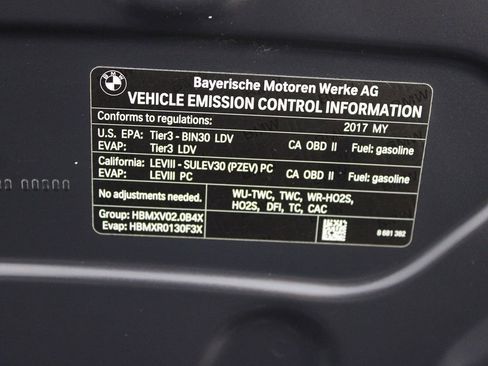 BMW
Bayerische Motoren Werke AG
VEHICLE EMISSION CONTROL INFORMATION
Conforms to regulations: 2017 MY
U.S. EPA: Tier3 - BIN30 LDV CA OBD II Fuel: gasoline
EVAP: Tier3 LDV
California: LEVIII - SULEV30 (PZEV) PC CA OBD II Fuel: gasoline
EVAP: LEVIII PC
No adjustments needed. WU-TWC, TWC, WR-HO2S,
HO2S, DFI, TC, CAC
Group: HBMXV02.0B4X
Evap: HBMXR0130F3X 8 681 382